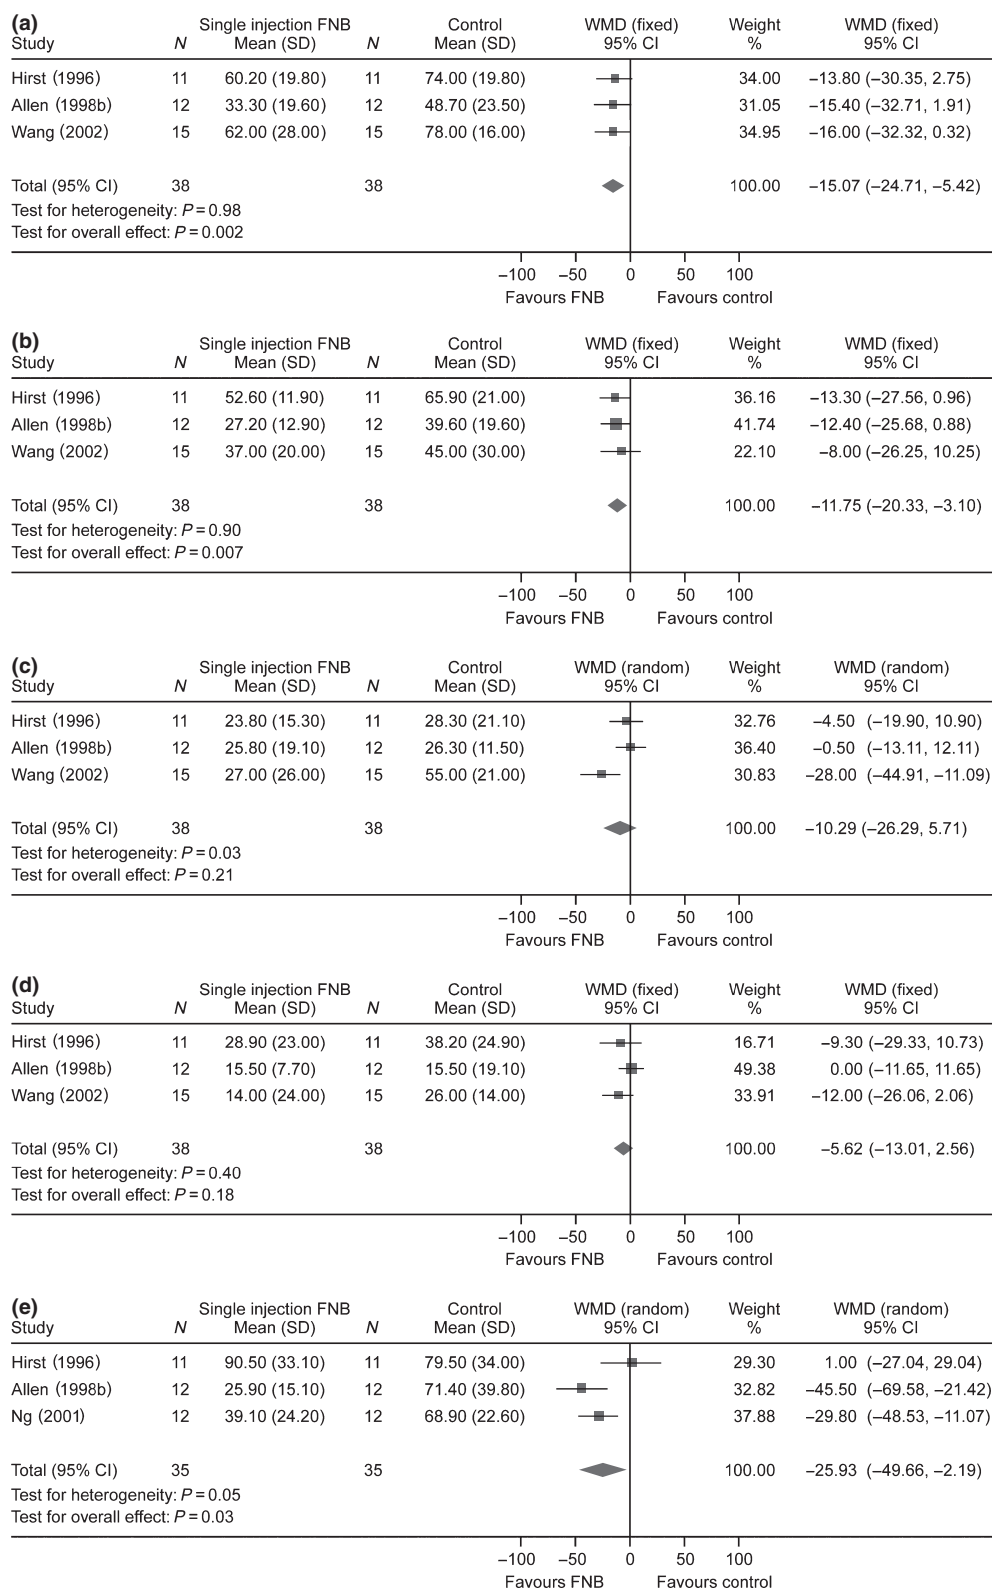 (a)
Single injection FNB Control WMD (fixed) Weight WMD (fixed)
Study N Mean (SD) N Mean (SD) 95% CI % 95% CI
Hirst (1996) 11 60.20 (19.80) 11 74.00 (19.80) 34.00 –13.80 (–30.35, 2.75)
Allen (1998b) 12 33.30 (19.60) 12 48.70 (23.50) 31.05 –15.40 (–32.71, 1.91)
Wang (2002) 15 62.00 (28.00) 15 78.00 (16.00) 34.95 –16.00 (–32.32, 0.32)
Total (95% CI) 38 38 100.00 –15.07 (–24.71, –5.42)
Test for heterogeneity: P = 0.98
Test for overall effect: P = 0.002
–100 –50 0 50 100
Favours FNB Favours control
(b)
Single injection FNB Control WMD (fixed) Weight WMD (fixed)
Study N Mean (SD) N Mean (SD) 95% CI % 95% CI
Hirst (1996) 11 52.60 (11.90) 11 65.90 (21.00) 36.16 –13.30 (–27.56, 0.96)
Allen (1998b) 12 27.20 (12.90) 12 39.60 (19.60) 41.74 –12.40 (–25.68, 0.88)
Wang (2002) 15 37.00 (20.00) 15 45.00 (30.00) 22.10 –8.00 (–26.25, 10.25)
Total (95% CI) 38 38 100.00 –11.75 (–20.33, –3.10)
Test for heterogeneity: P = 0.90
Test for overall effect: P = 0.007
–100 –50 0 50 100
Favours FNB Favours control
(c)
Single injection FNB Control WMD (random) Weight WMD (random)
Study N Mean (SD) N Mean (SD) 95% CI % 95% CI
Hirst (1996) 11 23.80 (15.30) 11 28.30 (21.10) 32.76 –4.50 (–19.90, 10.90)
Allen (1998b) 12 25.80 (19.10) 12 26.30 (11.50) 36.40 –0.50 (–13.11, 12.11)
Wang (2002) 15 27.00 (26.00) 15 55.00 (21.00) 30.83 –28.00 (–44.91, –11.09)
Total (95% CI) 38 38 100.00 –10.29 (–26.29, 5.71)
Test for heterogeneity: P = 0.03
Test for overall effect: P = 0.21
–100 –50 0 50 100
Favours FNB Favours control
(d)
Single injection FNB Control WMD (fixed) Weight WMD (fixed)
Study N Mean (SD) N Mean (SD) 95% CI % 95% CI
Hirst (1996) 11 28.90 (23.00) 11 38.20 (24.90) 16.71 –9.30 (–29.33, 10.73)
Allen (1998b) 12 15.50 (7.70) 12 15.50 (19.10) 49.38 0.00 (–11.65, 11.65)
Wang (2002) 15 14.00 (24.00) 15 26.00 (14.00) 33.91 –12.00 (–26.06, 2.06)
Total (95% CI) 38 38 100.00 –5.62 (–13.01, 2.56)
Test for heterogeneity: P = 0.40
Test for overall effect: P = 0.18
–100 –50 0 50 100
Favours FNB Favours control
(e)
Single injection FNB Control WMD (random) Weight WMD (random)
Study N Mean (SD) N Mean (SD) 95% CI % 95% CI
Hirst (1996) 11 90.50 (33.10) 11 79.50 (34.00) 29.30 1.00 (–27.04, 29.04)
Allen (1998b) 12 25.90 (15.10) 12 71.40 (39.80) 32.82 –45.50 (–69.58, –21.42)
Ng (2001) 12 39.10 (24.20) 12 68.90 (22.60) 37.88 –29.80 (–48.53, –11.07)
Total (95% CI) 35 35 100.00 –25.93 (–49.66, –2.19)
Test for heterogeneity: P = 0.05
Test for overall effect: P = 0.03
–100 –50 0 50 100
Favours FNB Favours control